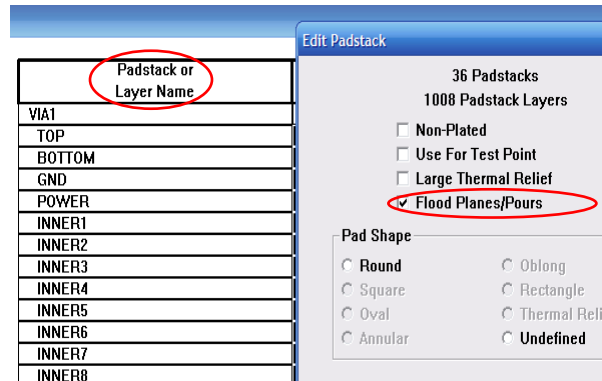 Edit Padstack
Padstack or
Layer Name
VIA1
TOP
BOTTOM
GND
POWER
INNER1
INNER2
INNER3
INNER4
INNER5
INNER6
INNER7
INNER8
36 Padstacks
1008 Padstack Layers
Non-Plated
Use For Test Point
Large Thermal Relief
Flood Planes/Pours
Pad Shape
Round Oblong
Square Rectangle
Oval Thermal Reli
Annular Undefined